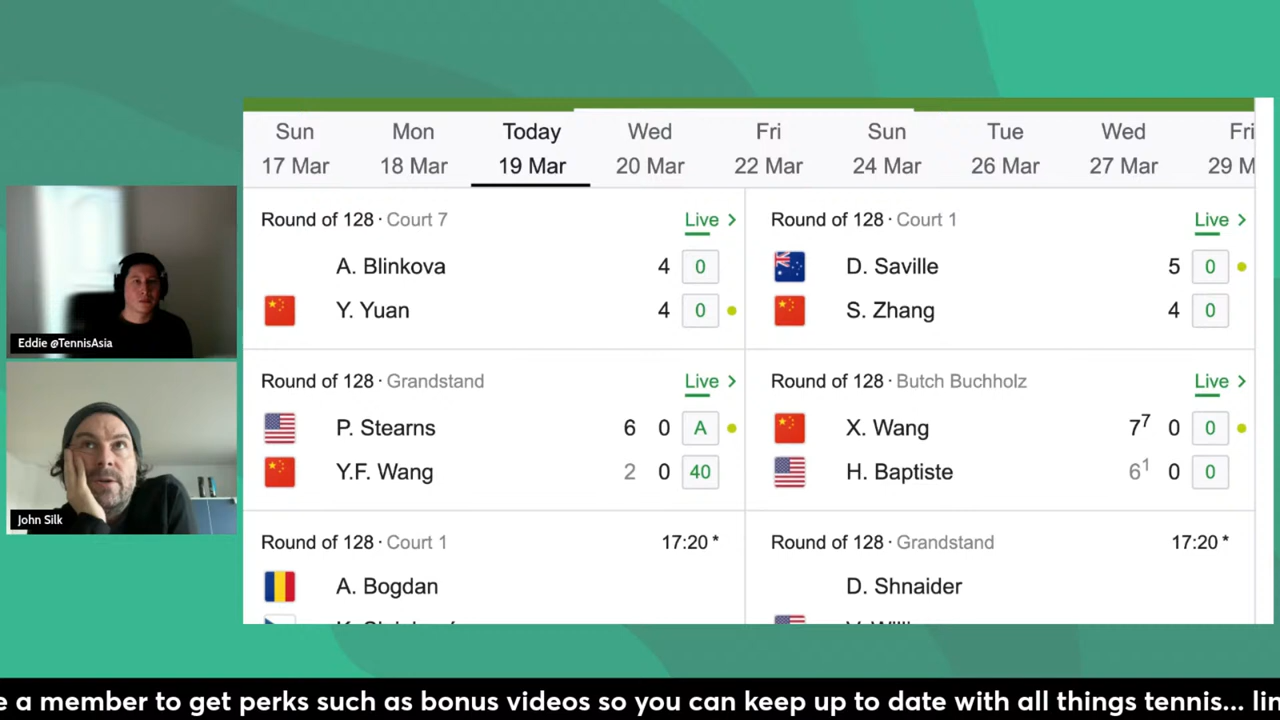 Sun Mon Today Wed Fri Sun Tue Wed Fri
17 Mar 18 Mar 19 Mar 20 Mar 22 Mar 24 Mar 26 Mar 27 Mar 29 M
Round of 128 · Court 7 Live >
A. Blinkova 4 0
Y. Yuan 4 0
Round of 128 · Court 1 Live >
D. Saville 5 0
S. Zhang 4 0
Round of 128 · Grandstand Live >
P. Stearns 6 0 A
Y.F. Wang 2 0 40
Round of 128 · Butch Buchholz Live >
X. Wang 7⁷ 0 0
H. Baptiste 6¹ 0 0
Round of 128 · Court 1 17:20 *
A. Bogdan
Round of 128 · Grandstand 17:20 *
D. Shnaider
Eddie @TennisAsia
John Silk
e a member to get perks such as bonus videos so you can keep up to date with all things tennis... lin